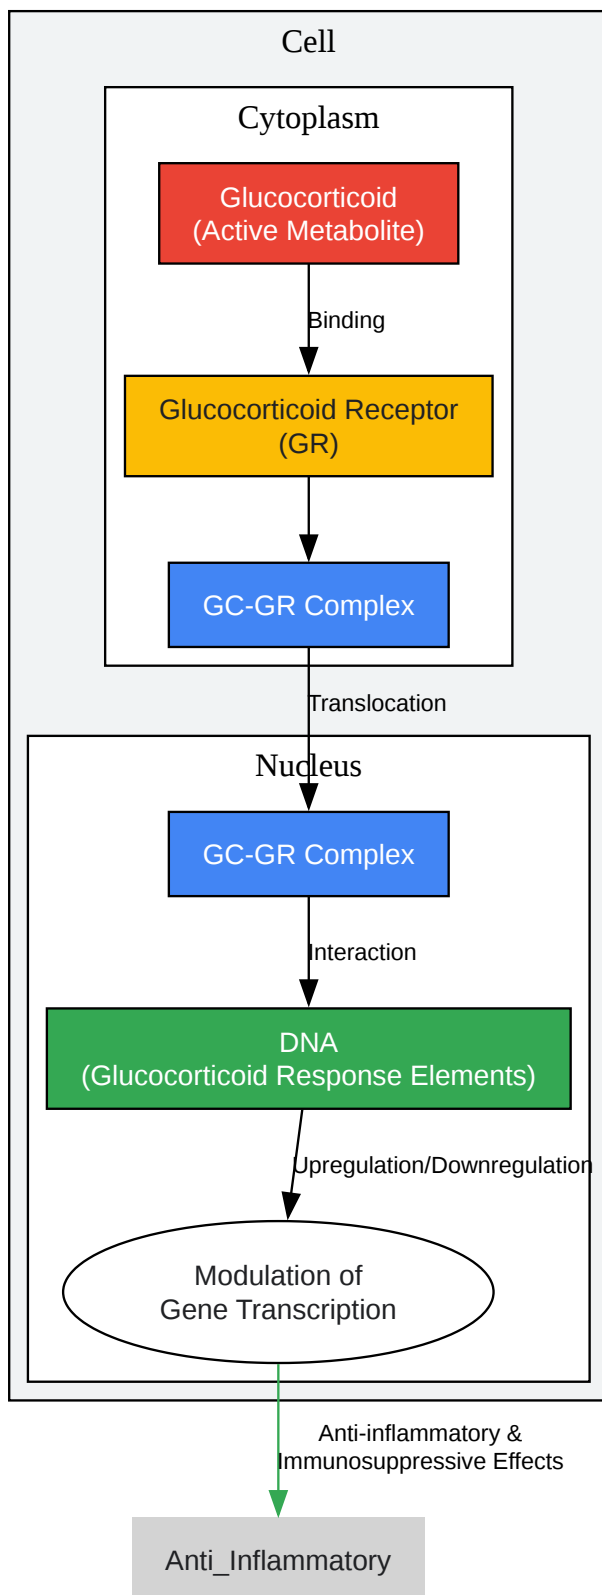 Cell
Cytoplasm
Glucocorticoid
(Active Metabolite)
Binding
Glucocorticoid Receptor
(GR)
GC-GR Complex
Translocation
Nucleus
GC-GR Complex
Interaction
DNA
(Glucocorticoid Response Elements)
Upregulation/Downregulation
Modulation of
Gene Transcription
Anti-inflammatory &
Immunosuppressive Effects
Anti_Inflammatory